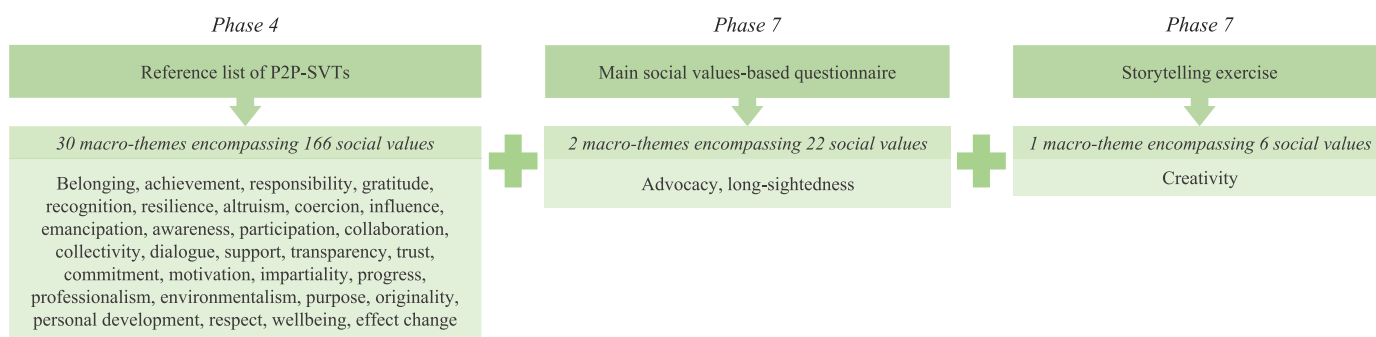 Phase 4
Reference list of P2P-SVTs
30 macro-themes encompassing 166 social values
Belonging, achievement, responsibility, gratitude,
recognition, resilience, altruism, coercion, influence,
emancipation, awareness, participation, collaboration,
collectivity, dialogue, support, transparency, trust,
commitment, motivation, impartiality, progress,
professionalism, environmentalism, purpose, originality,
personal development, respect, wellbeing, effect change
Phase 7
Main social values-based questionnaire
2 macro-themes encompassing 22 social values
Advocacy, long-sightedness
Phase 7
Storytelling exercise
1 macro-theme encompassing 6 social values
Creativity